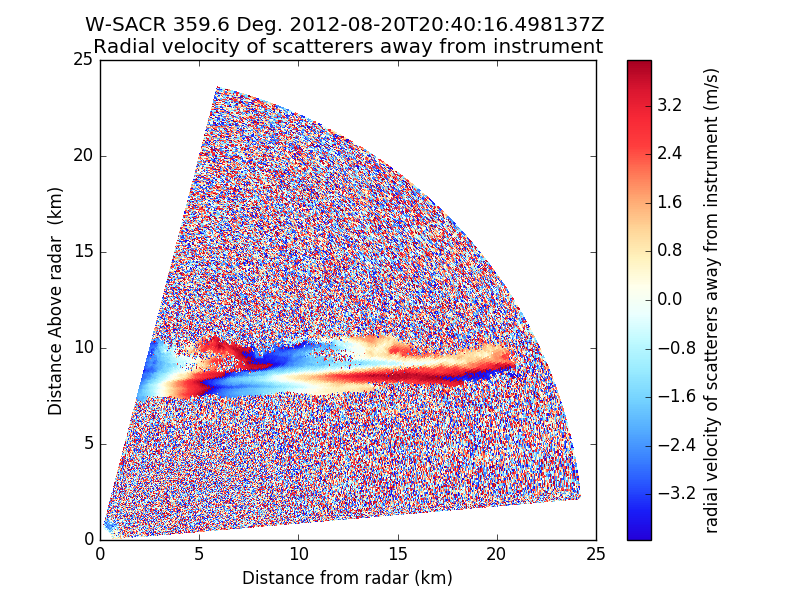 W-SACR 359.6 Deg. 2012-08-20T20:40:16.498137Z
Radial velocity of scatterers away from instrument
25
20
15
10
5
0
Distance Above radar  (km)
0 5 10 15 20 25
Distance from radar (km)
3.2
2.4
1.6
0.8
0.0
−0.8
−1.6
−2.4
−3.2
radial velocity of scatterers away from instrument (m/s)